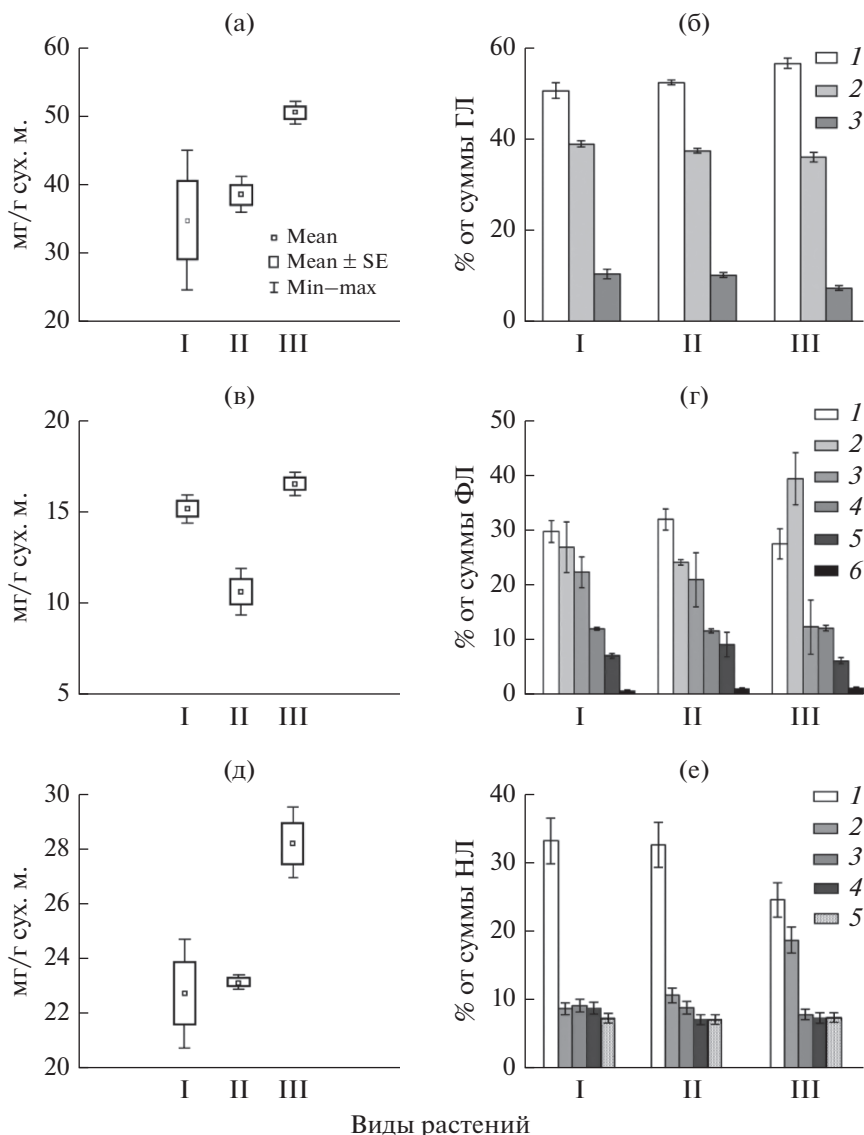 (а)
60
50
40
30
20
мг/г сух. м.
Mean
Mean ± SE
Min–max
I II III
(б)
60
40
20
0
% от суммы ГЛ
1
2
3
I II III
(в)
20
15
10
5
мг/г сух. м.
I II III
(г)
50
40
30
20
10
0
% от суммы ФЛ
1
2
3
4
5
6
I II III
(д)
30
28
26
24
22
20
мг/г сух. м.
I II III
(е)
40
30
20
10
0
% от суммы НЛ
1
2
3
4
5
I II III
Виды растений